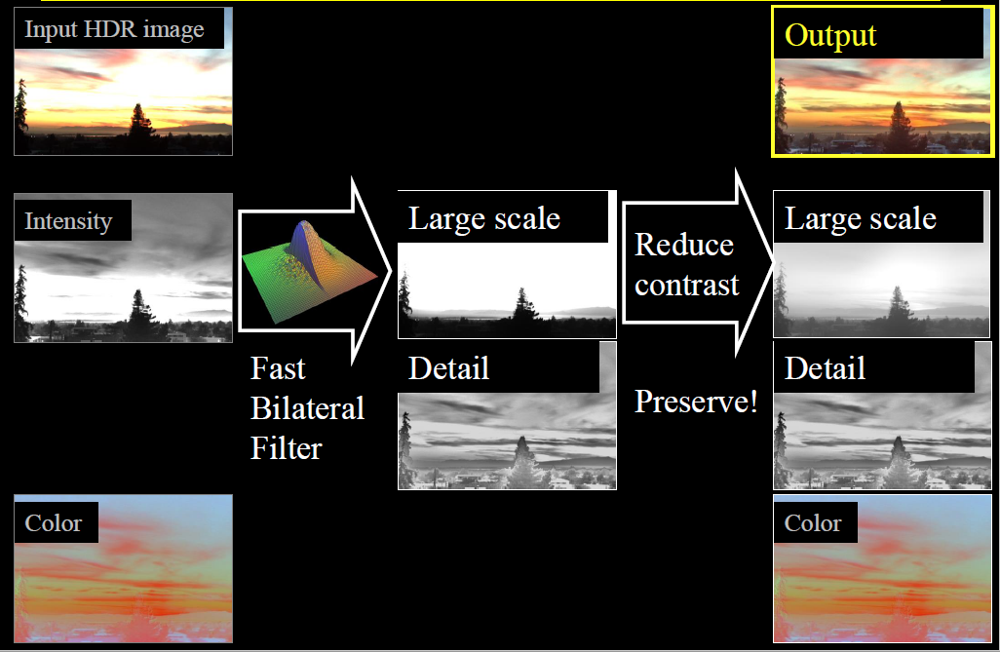 Input HDR image
Output
Intensity
Large scale
Reduce
contrast
Large scale
Fast
Bilateral
Filter
Detail
Preserve!
Detail
Color
Color